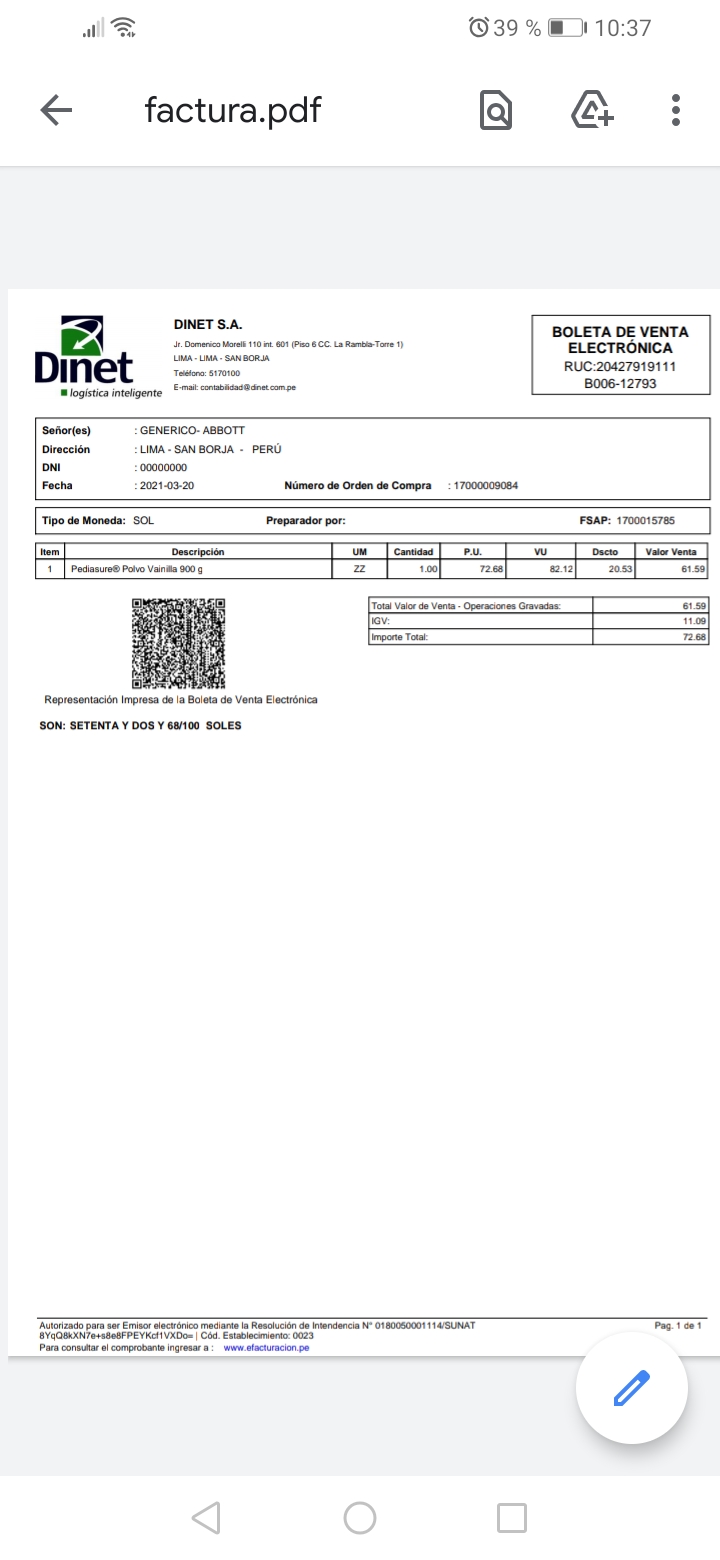 39 % 10:37
factura.pdf
Dinet
logística inteligente
DINET S.A.
Jr. Domenico Morelli 110 int. 601 (Piso 6 CC. La Rambla-Torre 1)
LIMA - LIMA - SAN BORJA
Teléfono: 5170100
E-mail: contabilidad@dinet.com.pe
BOLETA DE VENTA
ELECTRÓNICA
RUC:20427919111
B006-12793
Señor(es) : GENERICO- ABBOTT
Dirección : LIMA - SAN BORJA - PERÚ
DNI : 00000000
Fecha : 2021-03-20 Número de Orden de Compra : 17000009084
Tipo de Moneda: SOL Preparador por: FSAP: 1700015785
Item Descripción UM Cantidad P.U. VU Dscto Valor Venta
1 Pediasure® Polvo Vainilla 900 g ZZ 1.00 72.68 82.12 20.53 61.59
Total Valor de Venta - Operaciones Gravadas: 61.59
IGV: 11.09
Importe Total: 72.68
Representación Impresa de la Boleta de Venta Electrónica
SON: SETENTA Y DOS Y 68/100 SOLES
Autorizado para ser Emisor electrónico mediante la Resolución de Intendencia N° 0180050001114/SUNAT Pag. 1 de 1
8YqQ8kXN7e+s8e8FPEYKcf1VXDo= | Cód. Establecimiento: 0023
Para consultar el comprobante ingresar a : www.efacturacion.pe